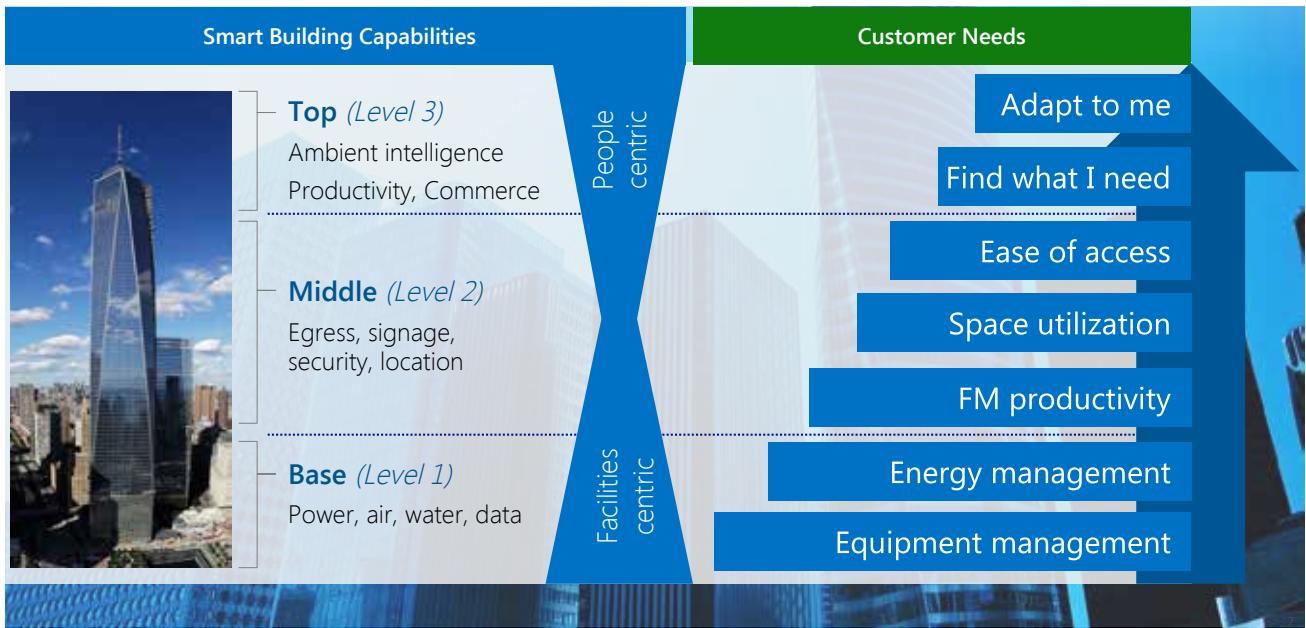 Smart Building Capabilities
Customer Needs
Top (Level 3)
Ambient intelligence
Productivity, Commerce
Middle (Level 2)
Egress, signage,
security, location
Base (Level 1)
Power, air, water, data
People
centric
Facilities
centric
Adapt to me
Find what I need
Ease of access
Space utilization
FM productivity
Energy management
Equipment management